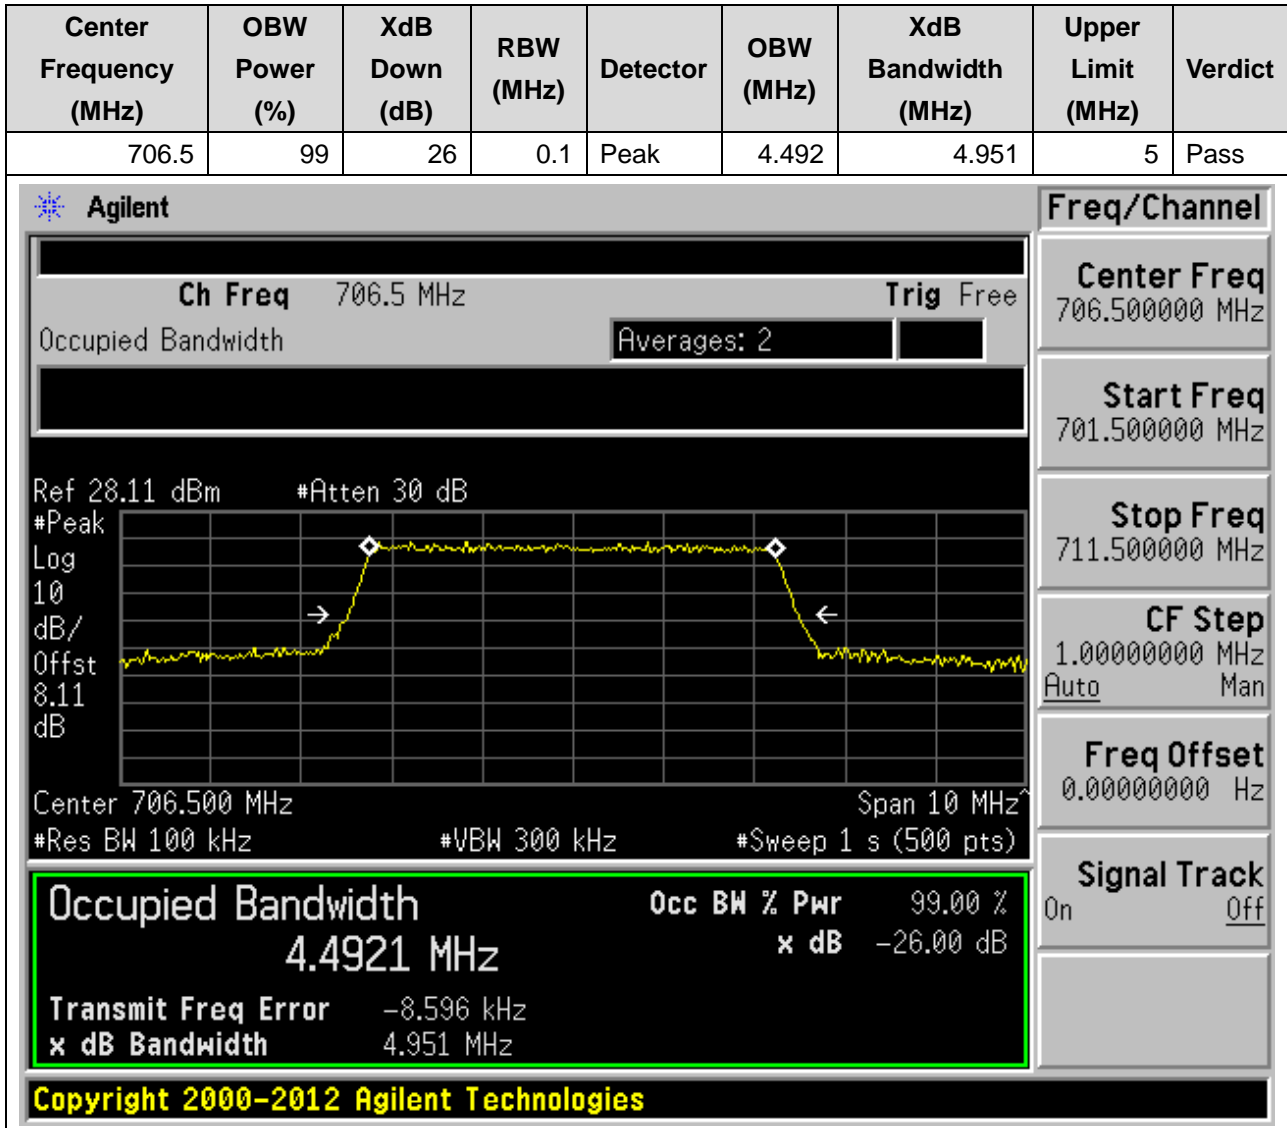 Center Frequency (MHz) OBW Power (%) XdB Down (dB) RBW (MHz) Detector OBW (MHz) XdB Bandwidth (MHz) Upper Limit (MHz) Verdict
706.5 99 26 0.1 Peak 4.492 4.951 5 Pass
Agilent
Freq/Channel
Ch Freq 706.5 MHz Trig Free
Occupied Bandwidth Averages: 2
Center Freq
706.500000 MHz
Start Freq
701.500000 MHz
Stop Freq
711.500000 MHz
CF Step
1.00000000 MHz
Auto Man
Freq Offset
0.00000000 Hz
Signal Track
On Off
Ref 28.11 dBm #Atten 30 dB
#Peak
Log
10
dB/
Offst
8.11
dB
Center 706.500 MHz Span 10 MHz^
#Res BW 100 kHz #VBW 300 kHz #Sweep 1 s (500 pts)
Occupied Bandwidth Occ BW % Pwr 99.00 %
4.4921 MHz x dB -26.00 dB
Transmit Freq Error -8.596 kHz
x dB Bandwidth 4.951 MHz
Copyright 2000-2012 Agilent Technologies